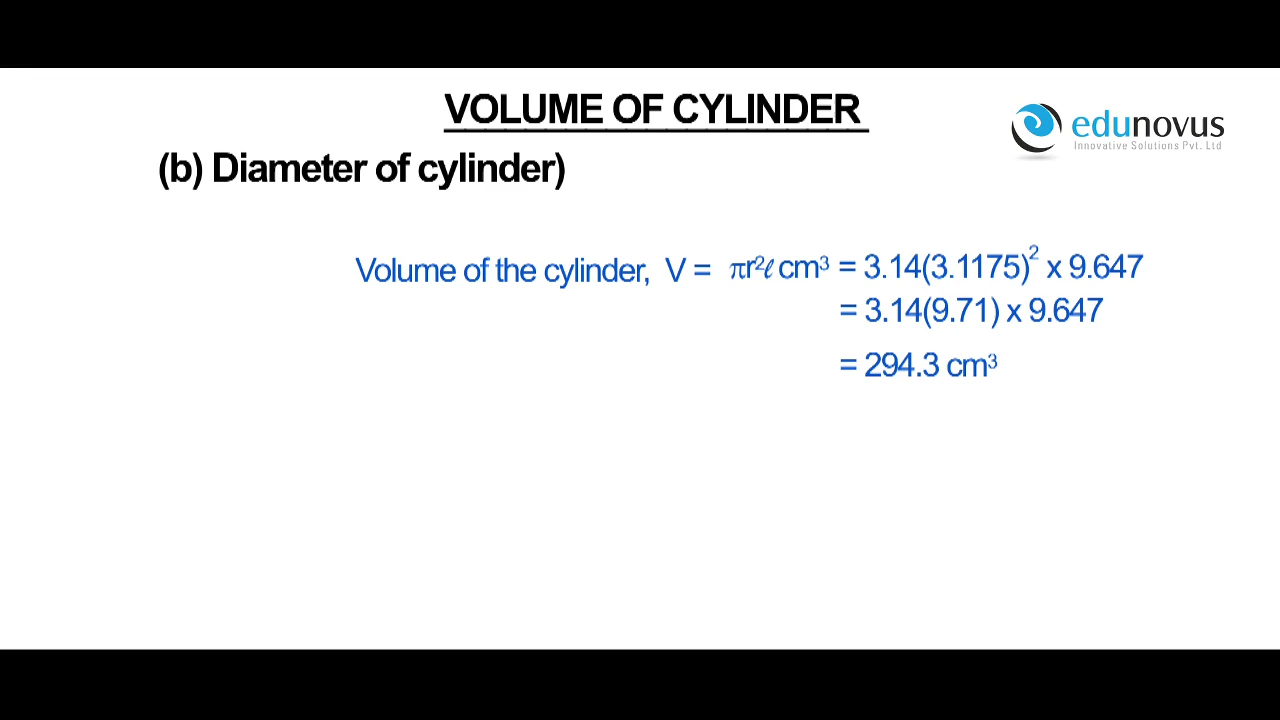 VOLUME OF CYLINDER
edunovus
Innovative Solutions Pvt. Ltd
(b) Diameter of cylinder)
Volume of the cylinder, V = πr²ℓ cm³ = 3.14(3.1175)² x 9.647
= 3.14(9.71) x 9.647
= 294.3 cm³